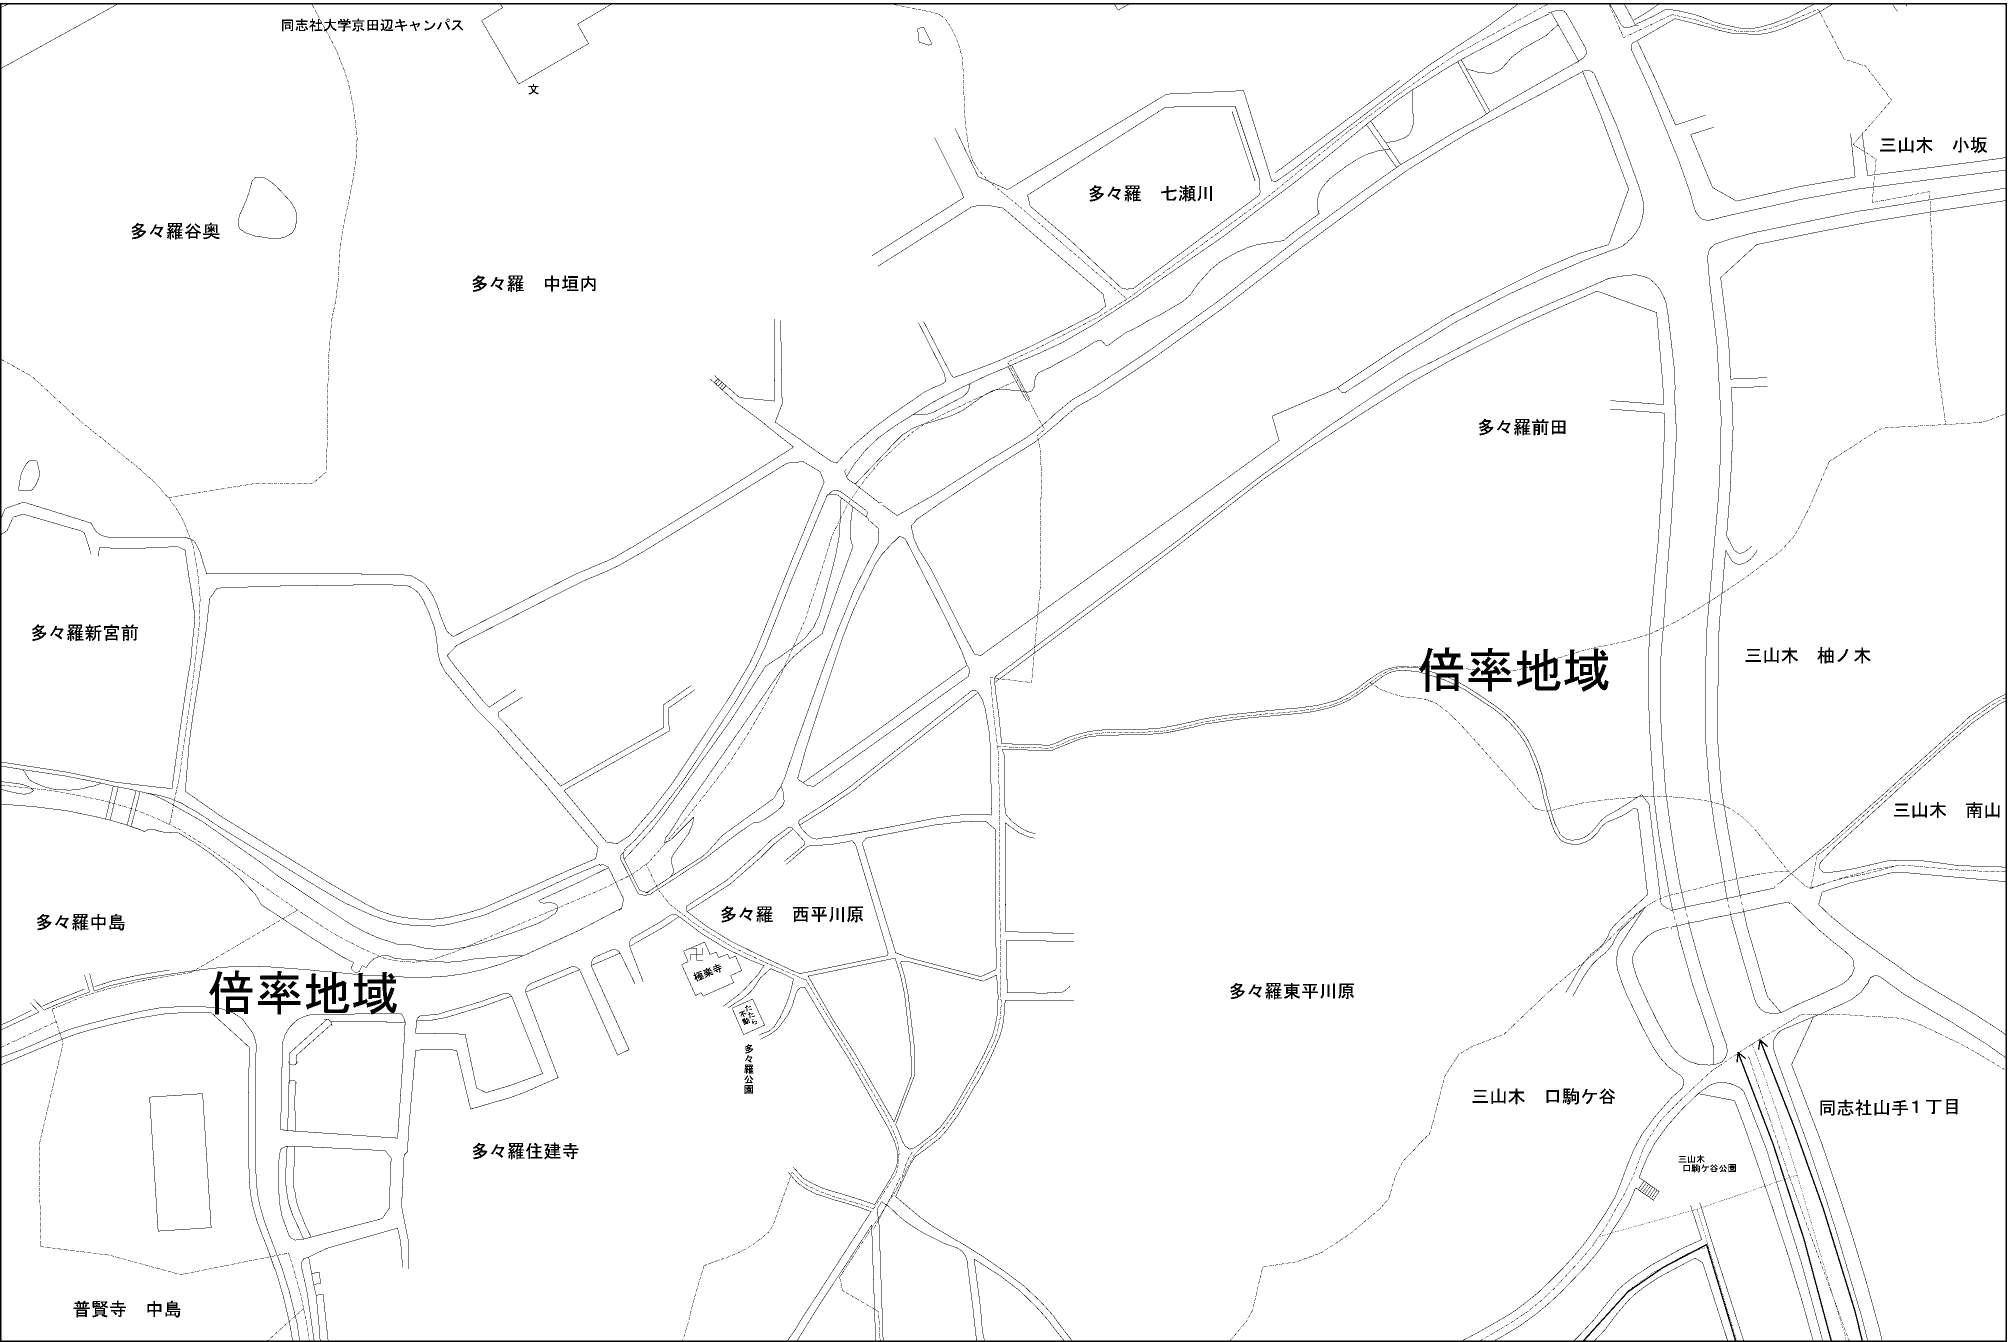 同志社大学京田辺キャンパス
文
三山木　小坂
多々羅　七瀬川
多々羅谷奥
多々羅　中垣内
多々羅前田
多々羅新宮前
三山木　柚ノ木
倍率地域
三山木　南山
多々羅　西平川原
多々羅中島
極楽寺
多々羅東平川原
倍率地域
たたら
不動
多々羅公園
三山木　口駒ケ谷
同志社山手１丁目
多々羅住建寺
三山木
口駒ケ谷公園
普賢寺　中島